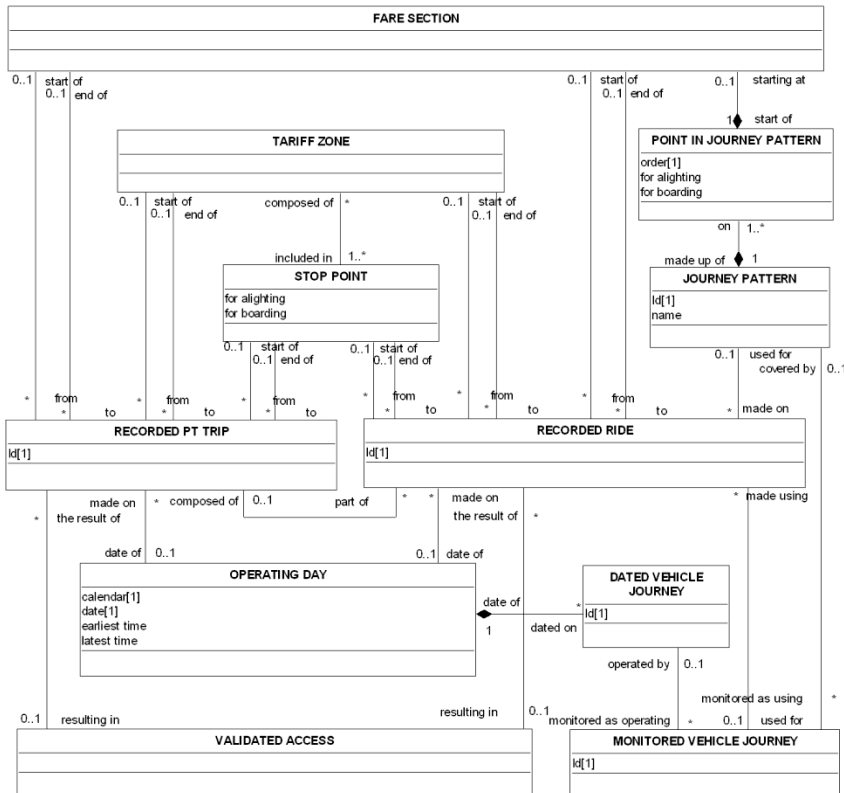 FARE SECTION
0..1 start of
0..1 end of
0..1 start of
0..1 end of
0..1 starting at
1 start of
TARIFF ZONE
POINT IN JOURNEY PATTERN
order[1]
for alighting
for boarding
0..1 start of
0..1 end of
composed of *
0..1 start of
0..1 end of
on 1..*
included in 1..*
made up of 1
STOP POINT
for alighting
for boarding
JOURNEY PATTERN
Id[1]
name
0..1 start of
0..1 end of
0..1 start of
0..1 end of
0..1 used for
covered by 0..1
* from * to * from * to * from * to
* from * to * from * to * from * to
* made on
RECORDED PT TRIP
Id[1]
RECORDED RIDE
Id[1]
made on * composed of 0..1 part of * * made on * made using
* the result of
the result of *
date of 0..1
0..1 date of
OPERATING DAY
calendar[1]
date[1]
earliest time
latest time
DATED VEHICLE
JOURNEY
Id[1]
date of *
1 dated on
operated by 0..1
monitored as using *
0..1 resulting in
resulting in 0..1
monitored as operating * 0..1 used for
VALIDATED ACCESS
MONITORED VEHICLE JOURNEY
Id[1]